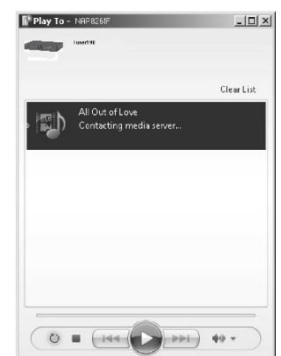 Play To - NAP826IF
Clear List
All Out of Love
Contacting media server...